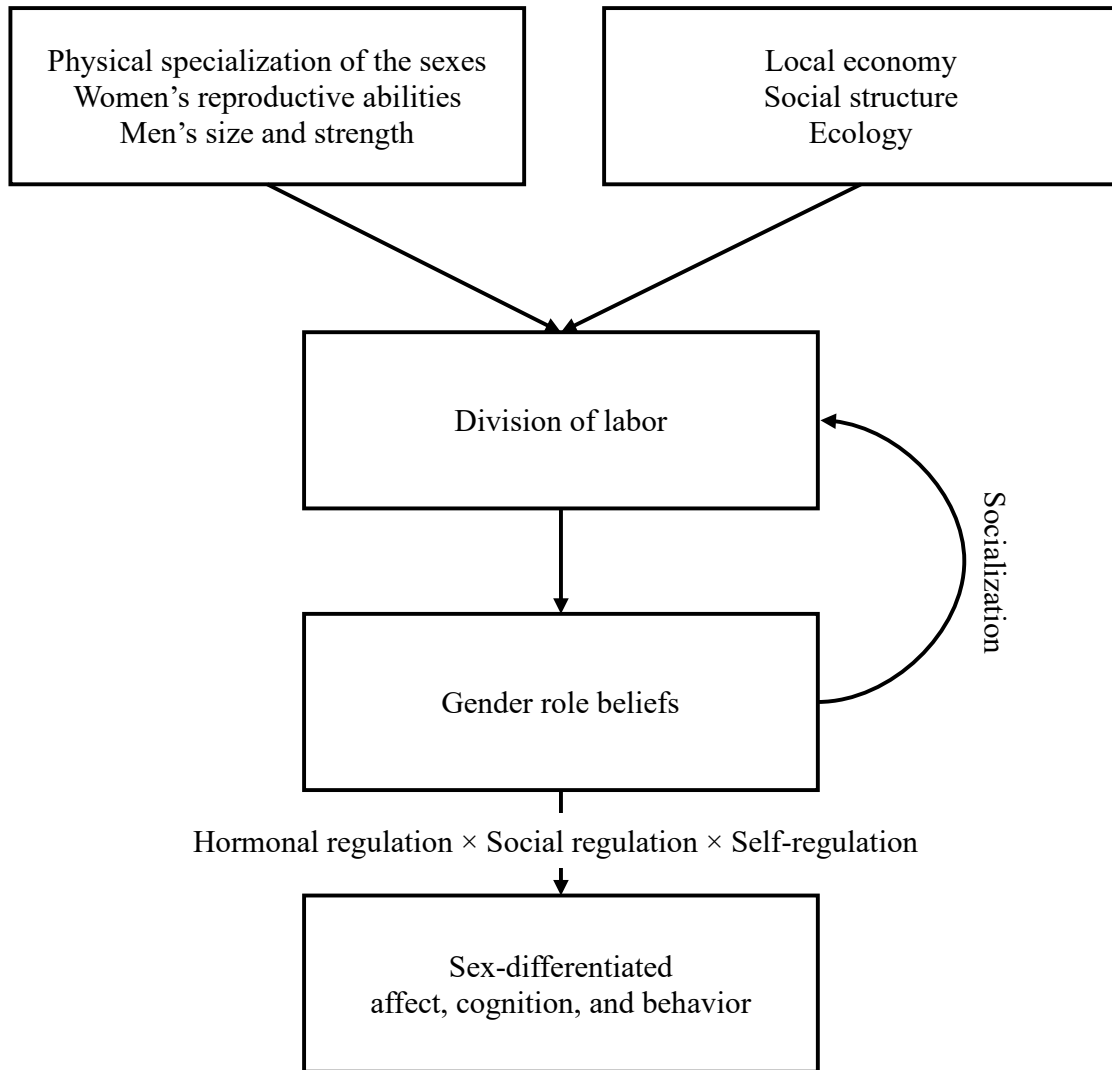 Physical specialization of the sexes
Women’s reproductive abilities
Men’s size and strength
Local economy
Social structure
Ecology
Division of labor
Socialization
Gender role beliefs
Hormonal regulation × Social regulation × Self-regulation
Sex-differentiated
affect, cognition, and behavior